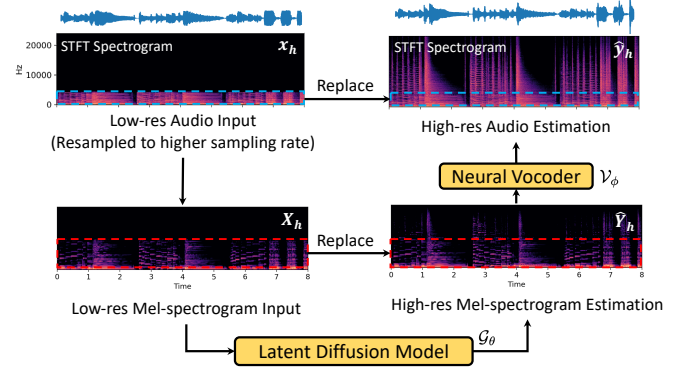 STFT Spectrogram
x_h
20000
10000
0
Hz
Low-res Audio Input
(Resampled to higher sampling rate)
Replace
STFT Spectrogram
ŷ_h
High-res Audio Estimation
Neural Vocoder
𝒱_ϕ
X_h
0 1 2 3 4 5 6 7 8
Time
Low-res Mel-spectrogram Input
Replace
Ŷ_h
0 1 2 3 4 5 6 7 8
Time
High-res Mel-spectrogram Estimation
Latent Diffusion Model
𝒢_θ